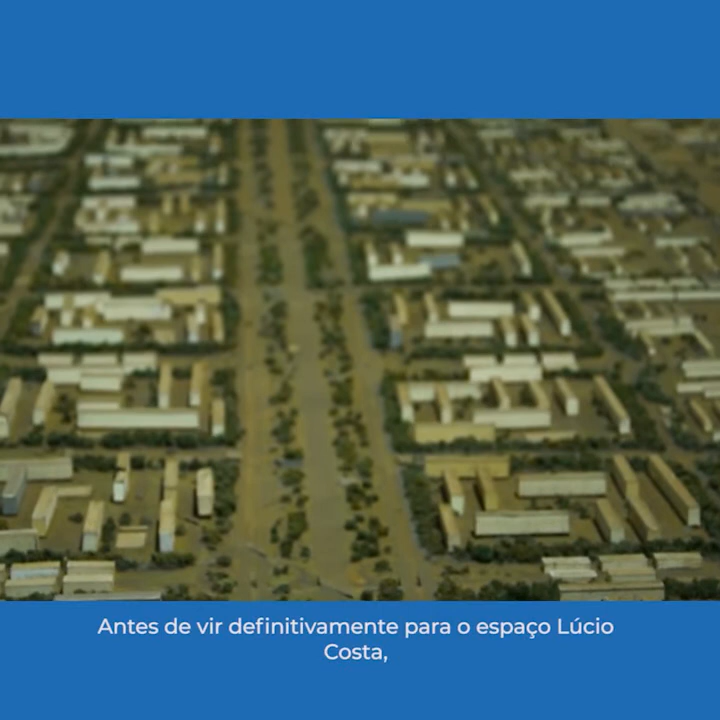 Antes de vir definitivamente para o espaço Lúcio
Costa,